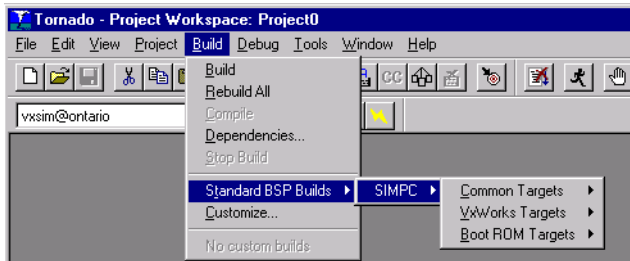 Tornado - Project Workspace: Project0
File Edit View Project Build Debug Tools Window Help
CC
vxsim@ontario
Build
Rebuild All
Compile
Dependencies...
Stop Build
Standard BSP Builds
Customize...
No custom builds
SIMPC
Common Targets
VxWorks Targets
Boot ROM Targets